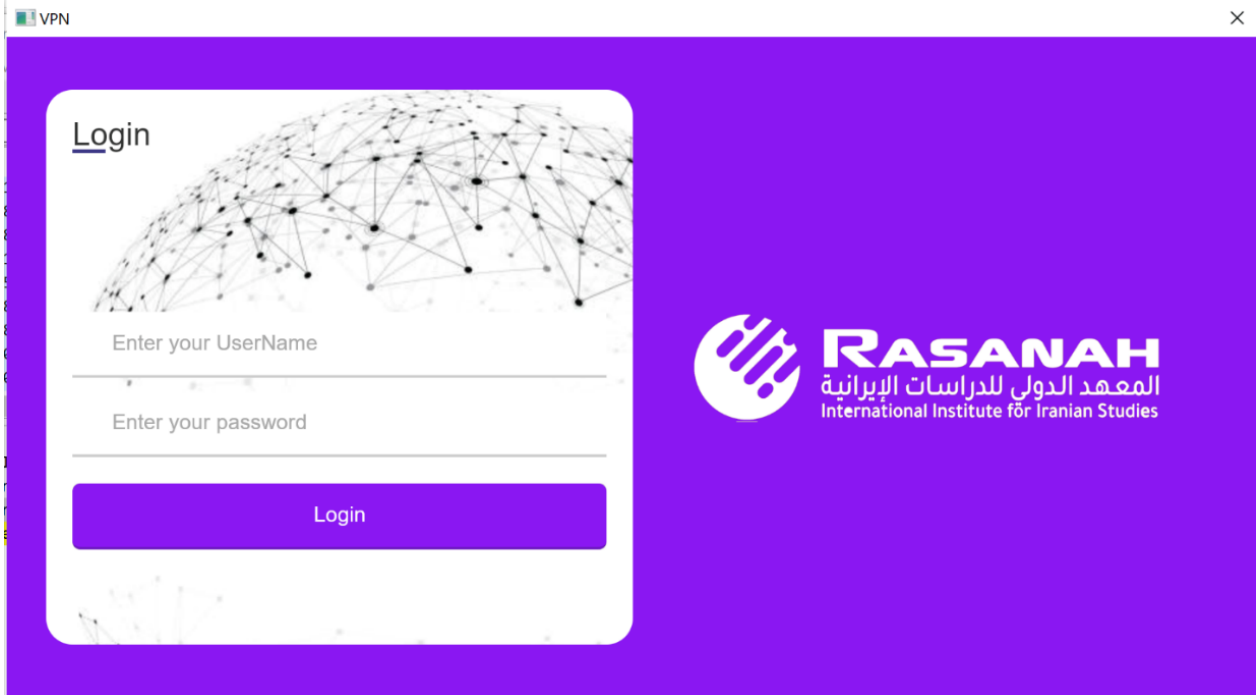 VPN
Login
Enter your UserName
Enter your password
Login
RASANAH
المعهد الدولي للدراسات الإيرانية
International Institute for Iranian Studies